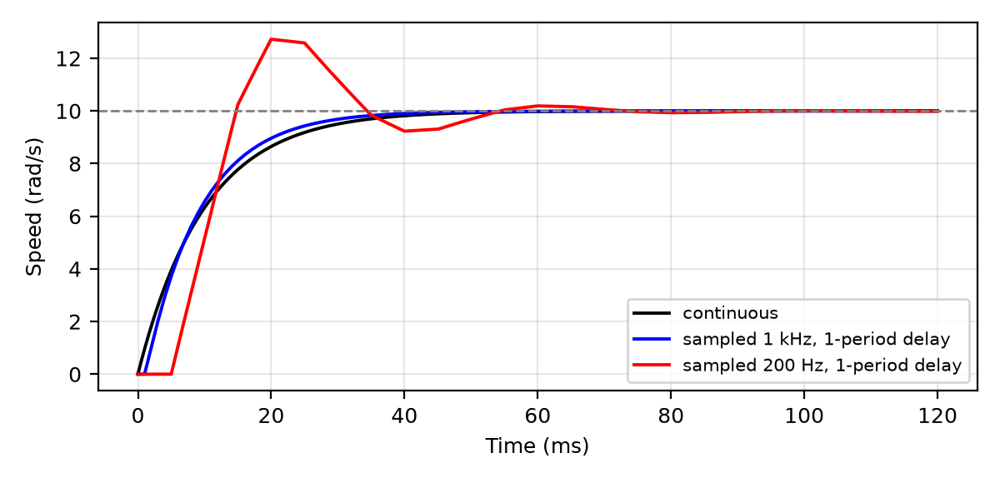 12
10
8
6
4
2
0
Speed (rad/s)
continuous
sampled 1 kHz, 1-period delay
sampled 200 Hz, 1-period delay
0 20 40 60 80 100 120
Time (ms)